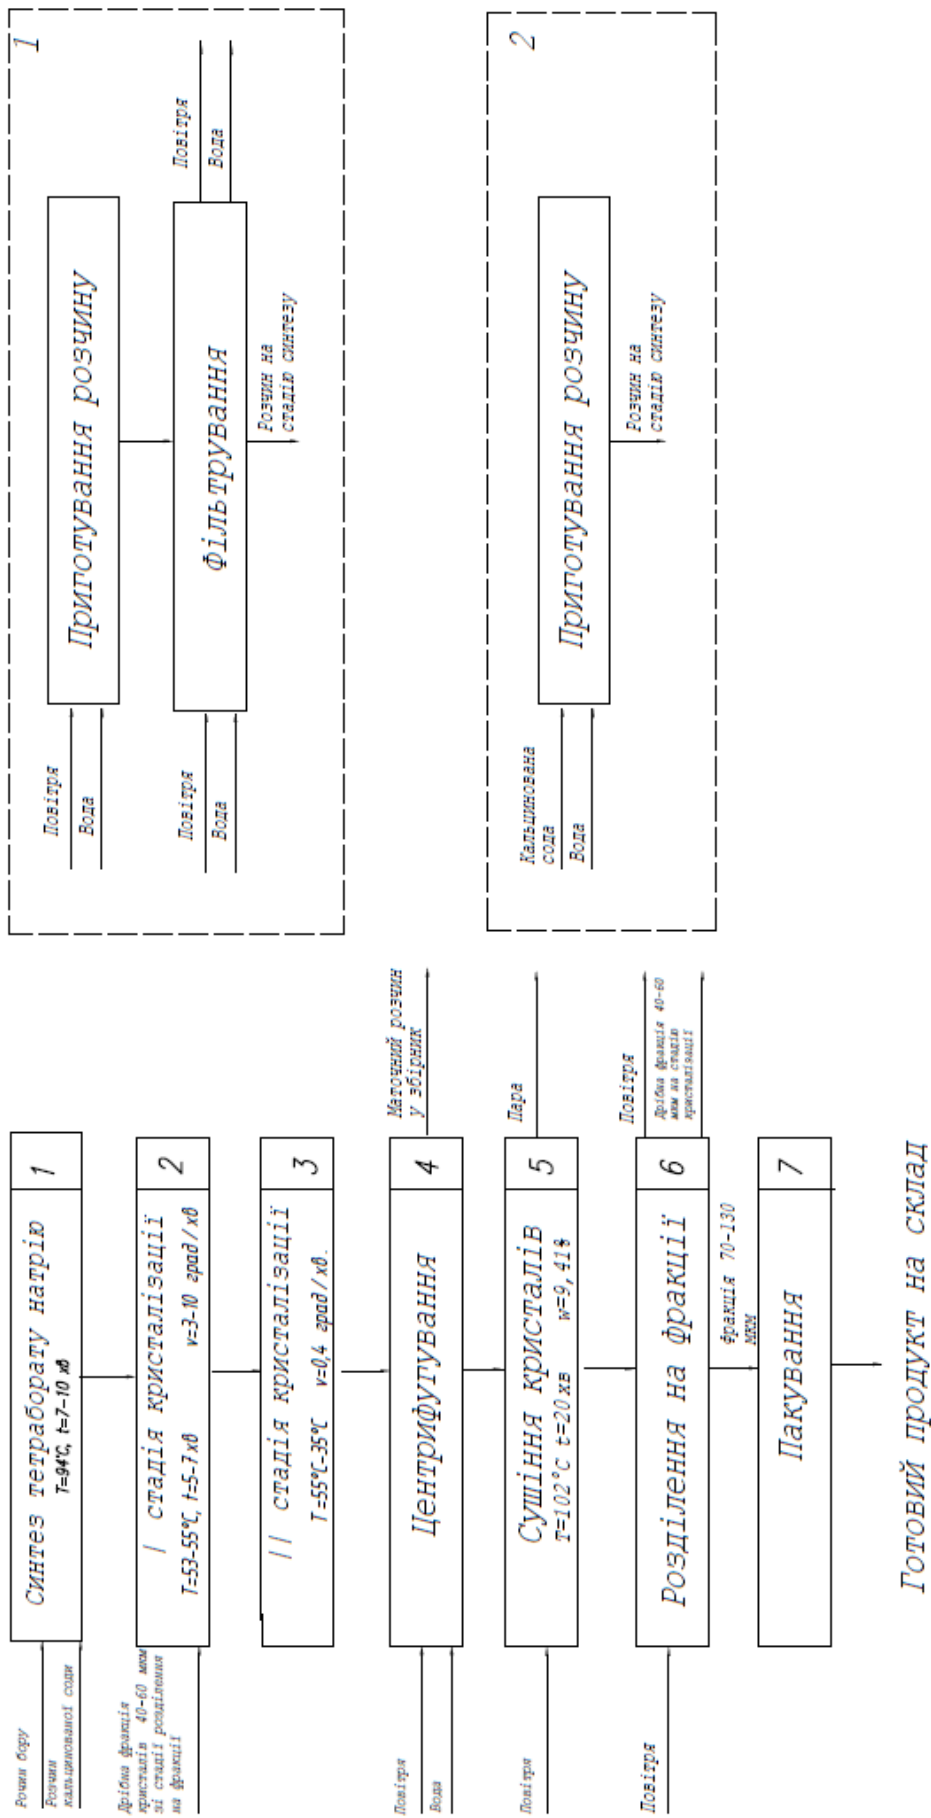 Рочин бору
Розчин
кальцинованої соди
Синтез тетраборату натрію
T=94°C, t=7-10 хв
1
Дрібна фракція
кристалів 40-60 мкм
зі стадії розділення
на фракції
| стадія кристалізації
T=53-55°C, t=5-7 хв v=3-10 град/хв
2
|| стадія кристалізації
T=55°C-35°C v=0,4 град/хв.
3
Повітря
Вода
Центрифугування
4
Маточний розчин
у збірник
Повітря
Сушіння кристалів
T=102°C t=20хв w=9,41%
5
Пара
Повітря
Розділення на фракції
6
Повітря
Дрібна фракція 40-60
мкм на стадію
кристалізації
фракція 70-130
мкм
Пакування
7
Готовий продукт на склад
1
Повітря
Вода
Приготування розчину
Повітря
Вода
Фільтрування
Повітря
Вода
Розчин на
стадію синтезу
2
Кальцинована
сода
Вода
Приготування розчину
Розчин на
стадію синтезу